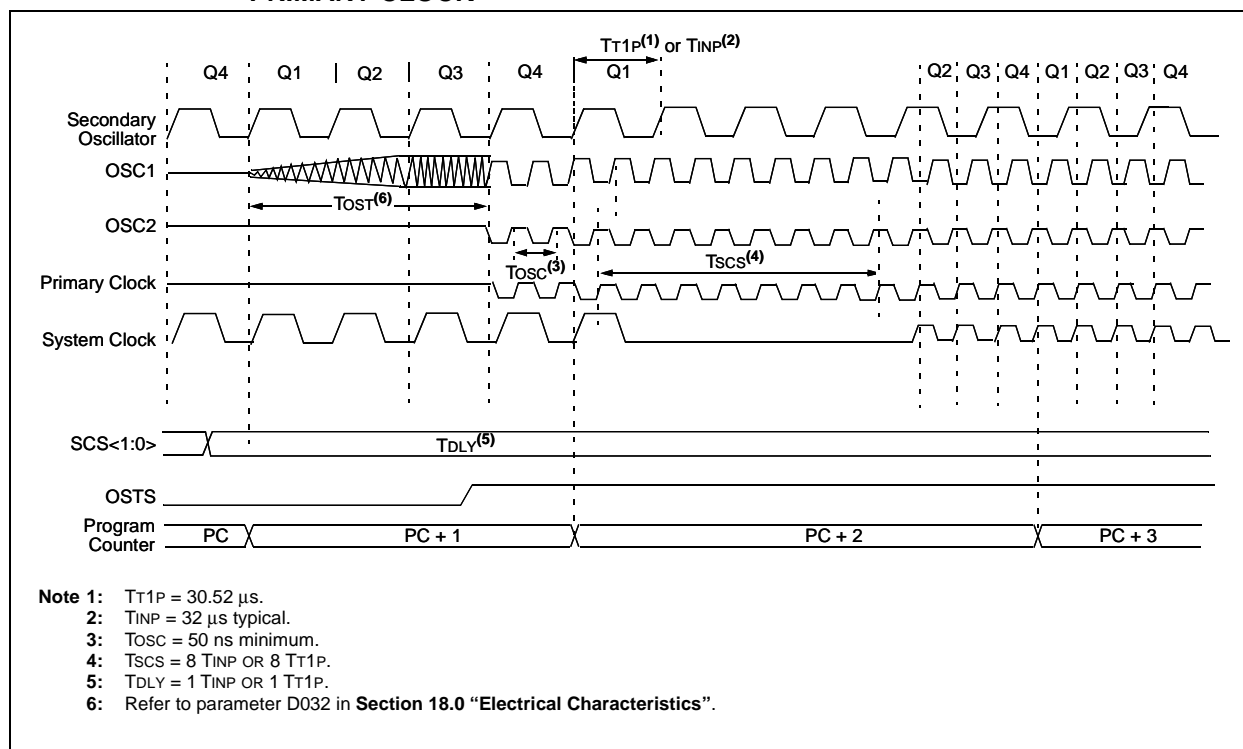 PRIMARY CLOCK
TT1P(1) or TINP(2)
Q4 Q1 Q2 Q3 Q4 Q1 Q2 Q3 Q4 Q1 Q2 Q3 Q4
Secondary
Oscillator
OSC1
TOST(6)
OSC2
TOSC(3)
TSCS(4)
Primary Clock
System Clock
SCS<1:0>
TDLY(5)
OSTS
Program
Counter
PC PC + 1 PC + 2 PC + 3
Note 1: TT1P = 30.52 μs.
2: TINP = 32 μs typical.
3: TOSC = 50 ns minimum.
4: TSCS = 8 TINP OR 8 TT1P.
5: TDLY = 1 TINP OR 1 TT1P.
6: Refer to parameter D032 in Section 18.0 “Electrical Characteristics”.